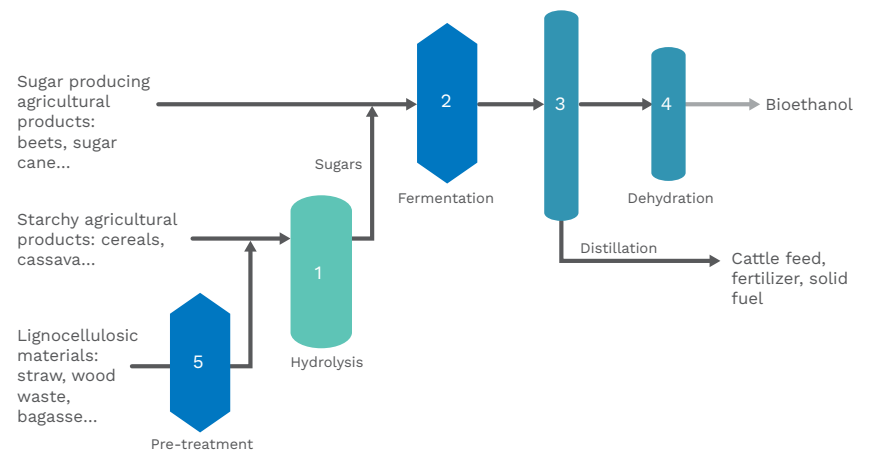 Sugar producing
agricultural
products:
beets, sugar
cane...
2
3
4
Bioethanol
Sugars
Fermentation
Dehydration
Starchy agricultural
products: cereals,
cassava...
1
Hydrolysis
Distillation
Cattle feed,
fertilizer, solid
fuel
Lignocellulosic
materials:
straw, wood
waste,
bagasse...
5
Pre-treatment